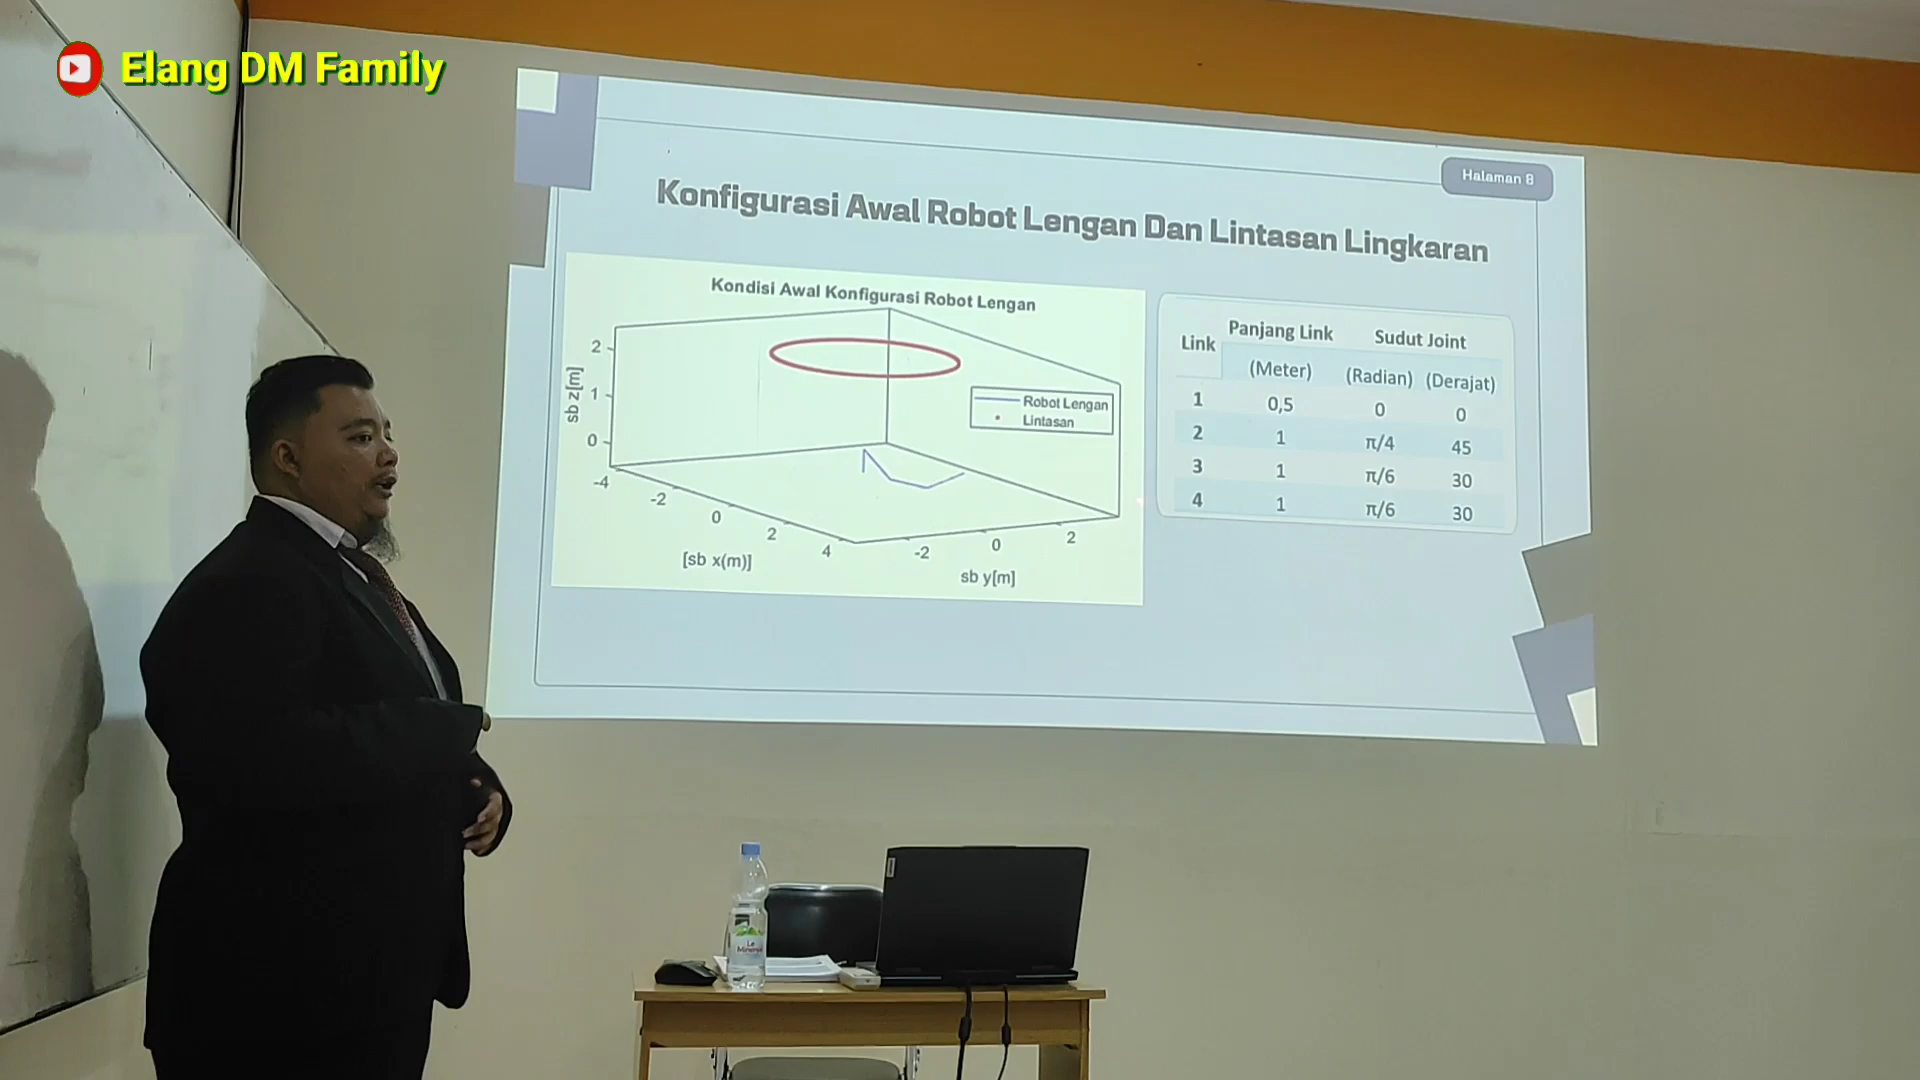 Elang DM Family
Halaman 8
Konfigurasi Awal Robot Lengan Dan Lintasan Lingkaran
Kondisi Awal Konfigurasi Robot Lengan
2
1
0
sb z[m]
-4
-2
0
2
4
[sb x(m)]
-2
0
2
sb y[m]
Robot Lengan
Lintasan
Link Panjang Link Sudut Joint
(Meter) (Radian) (Derajat)
1 0,5 0 0
2 1 π/4 45
3 1 π/6 30
4 1 π/6 30
Le
Minerale